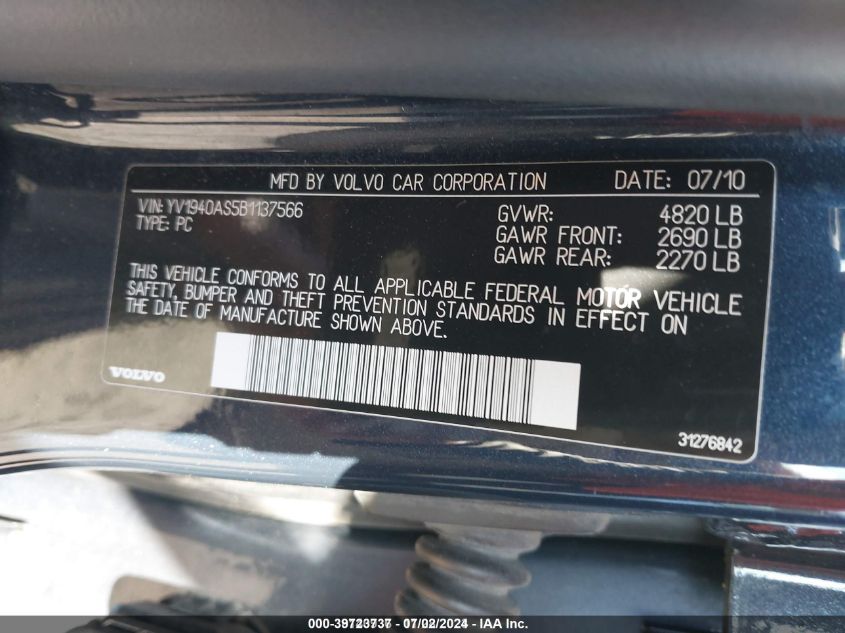 MFD BY VOLVO CAR CORPORATION DATE: 07/10
VIN: YV1940AS5B1137566
TYPE: PC
GVWR: 4820 LB
GAWR FRONT: 2690 LB
GAWR REAR: 2270 LB
THIS VEHICLE CONFORMS TO ALL APPLICABLE FEDERAL MOTOR VEHICLE
SAFETY, BUMPER AND THEFT PREVENTION STANDARDS IN EFFECT ON
THE DATE OF MANUFACTURE SHOWN ABOVE.
VOLVO
31276842
000-39723737 - 07/02/2024 - IAA Inc.